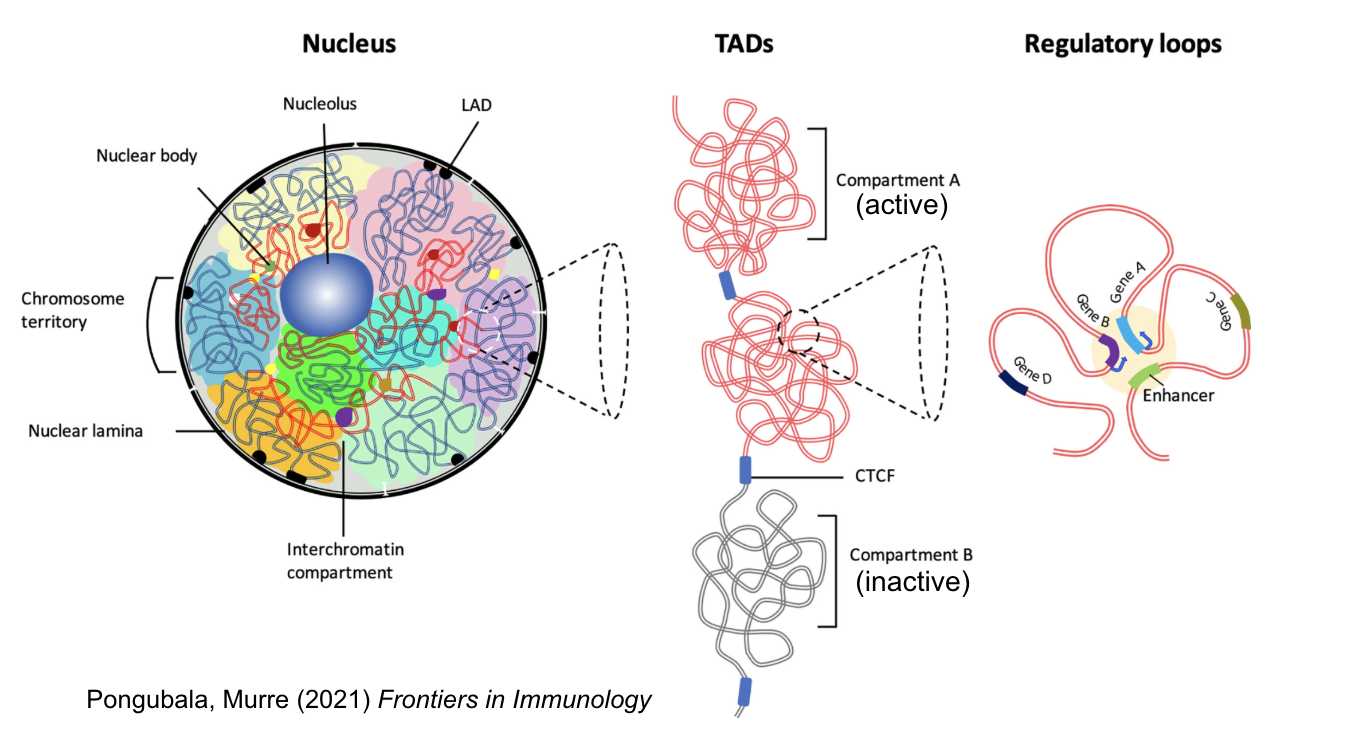 Nucleus
TADs
Regulatory loops
Nucleolus
LAD
Nuclear body
Chromosome
territory
Nuclear lamina
Interchromatin
compartment
Compartment A
(active)
CTCF
Compartment B
(inactive)
Gene A
Gene B
Gene C
Gene D
Enhancer
Pongubala, Murre (2021) Frontiers in Immunology